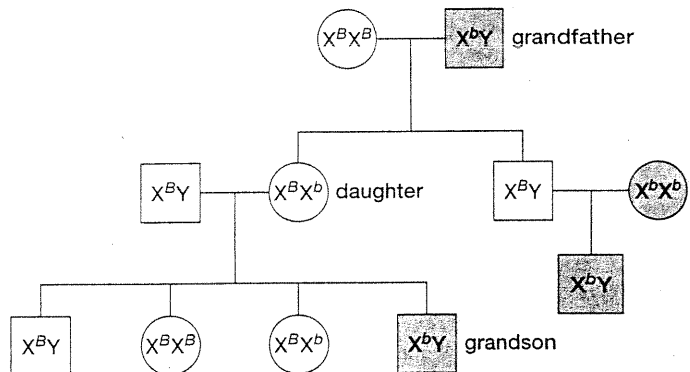 XᴮXᴮ XᵇY grandfather
XᴮY XᴮXᵇ daughter XᴮY XᵇXᵇ
XᵇY
XᴮY XᴮXᴮ XᴮXᵇ XᵇY grandson